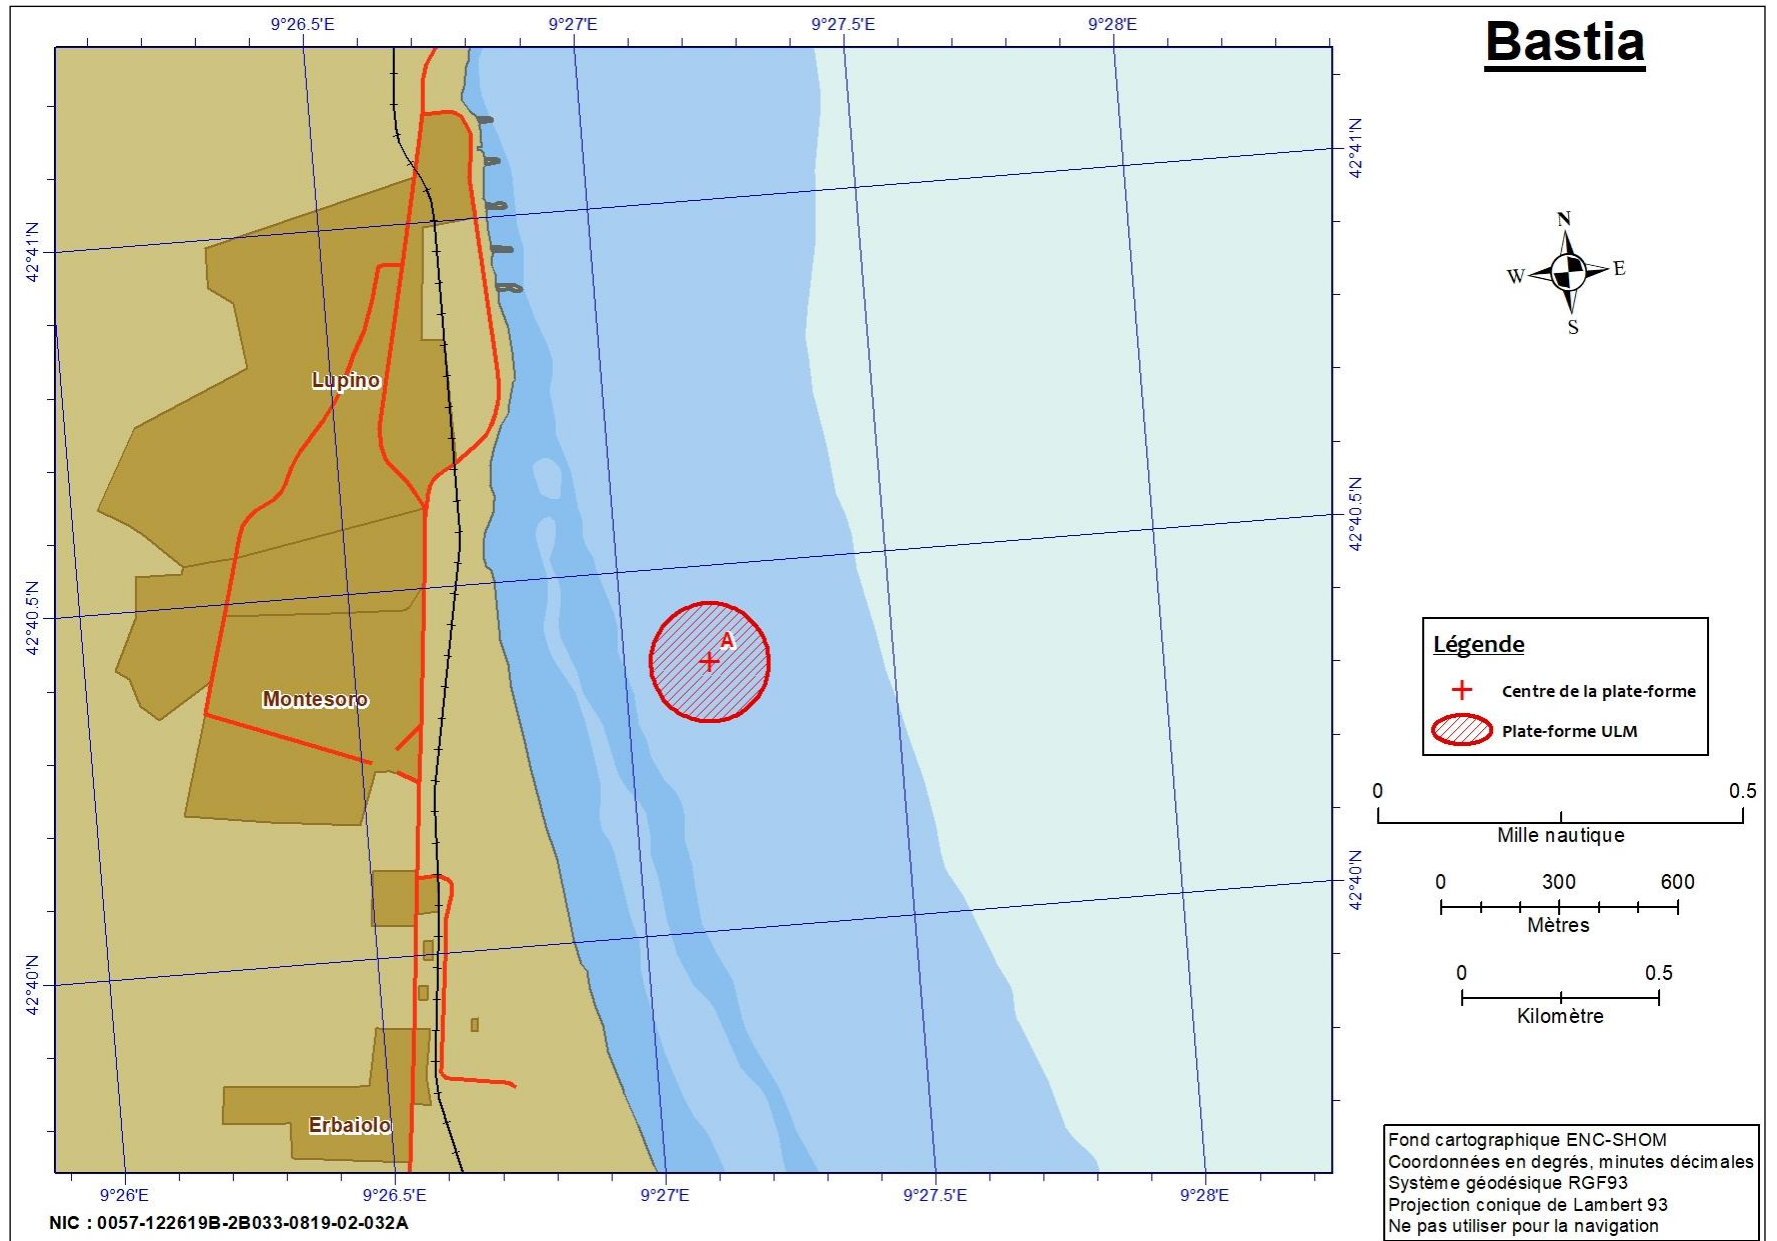 Bastia
9°26.5'E
9°27'E
9°27.5'E
9°28'E
42°41'N
42°40.5'N
42°40'N
42°41'N
42°40.5'N
42°40'N
Lupino
Montesoro
Erbaiolo
A
N
W
E
S
Légende
Centre de la plate-forme
Plate-forme ULM
0 0.5
Mille nautique
0 300 600
Mètres
0 0.5
Kilomètre
9°26'E
9°26.5'E
9°27'E
9°27.5'E
9°28'E
NIC : 0057-122619B-2B033-0819-02-032A
Fond cartographique ENC-SHOM
Coordonnées en degrés, minutes décimales
Système géodésique RGF93
Projection conique de Lambert 93
Ne pas utiliser pour la navigation